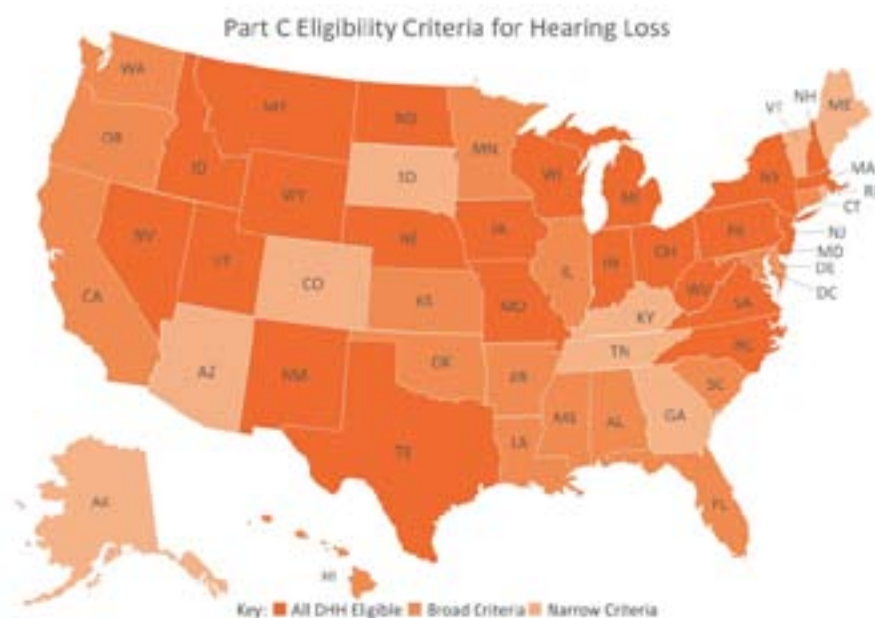 Part C Eligibility Criteria for Hearing Loss
WA
MT
ND
MN
OR
ID
WY
SD
WI
MI
NY
VT
NH
ME
MA
RI
CT
NJ
MD
DE
DC
NV
UT
CO
NE
IA
IL
IN
OH
PA
WV
VA
CA
KS
MO
KY
NC
AZ
NM
OK
AR
TN
SC
TX
LA
MS
AL
GA
FL
AK
HI
Key: All DHH Eligible Broad Criteria Narrow Criteria